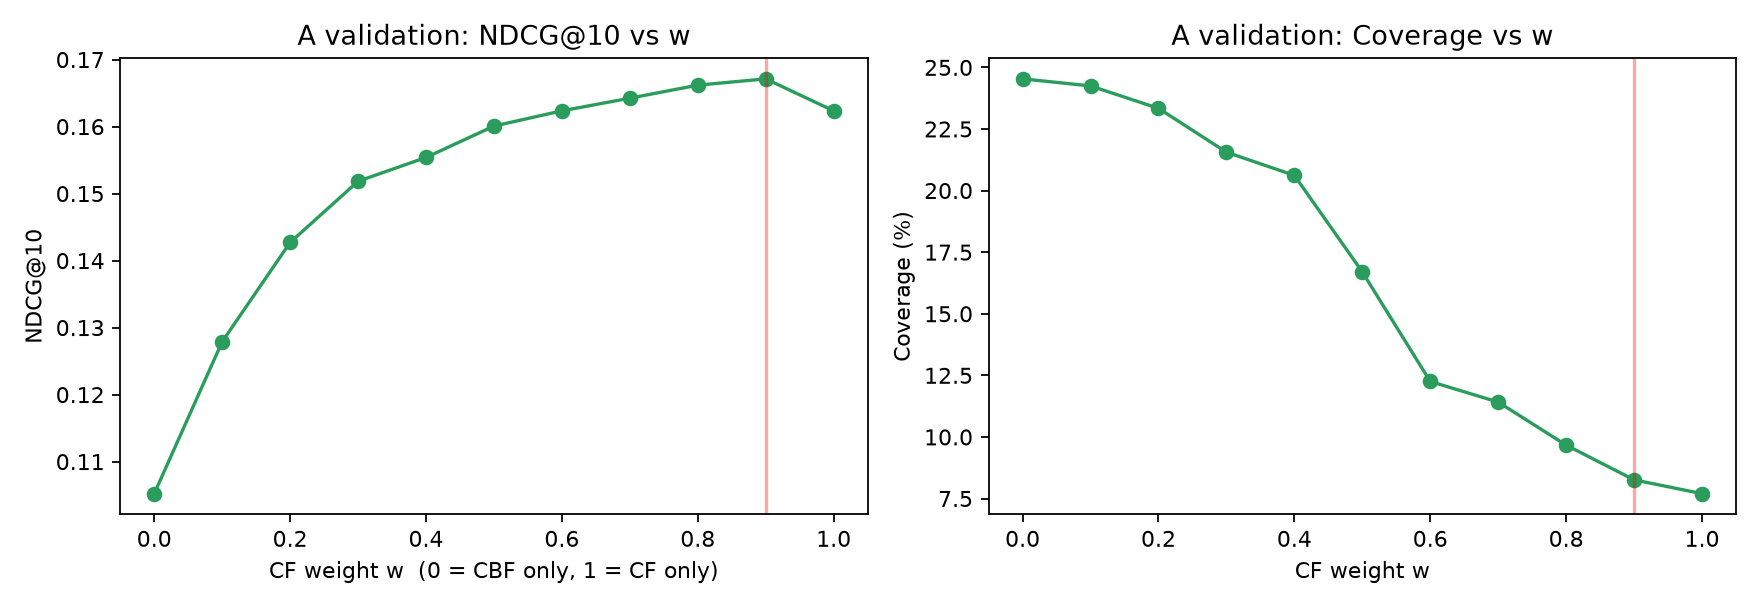 A validation: NDCG@10 vs w
NDCG@10
0.17
0.16
0.15
0.14
0.13
0.12
0.11
0.0 0.2 0.4 0.6 0.8 1.0
CF weight w (0 = CBF only, 1 = CF only)
A validation: Coverage vs w
Coverage (%)
25.0
22.5
20.0
17.5
15.0
12.5
10.0
7.5
0.0 0.2 0.4 0.6 0.8 1.0
CF weight w